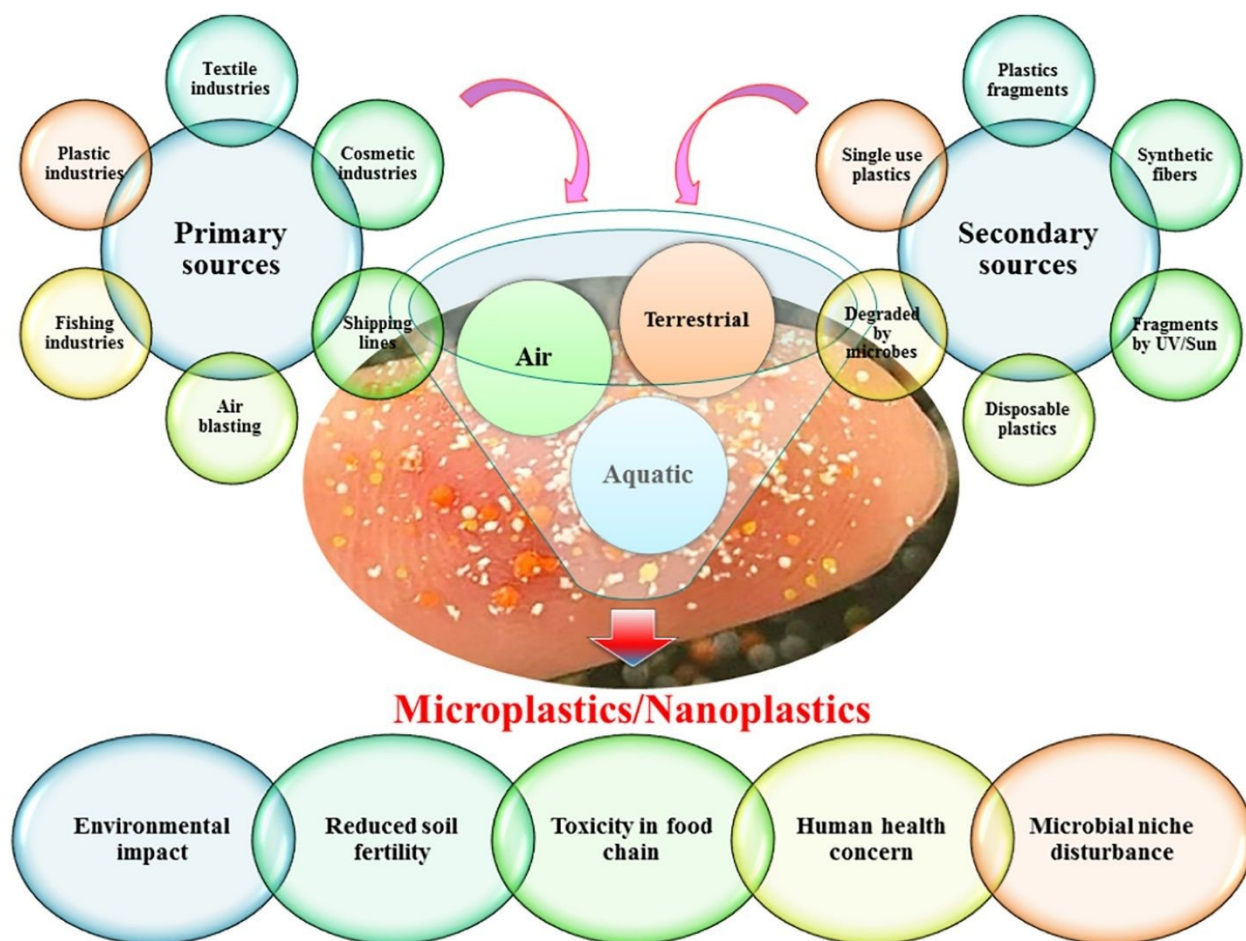 Textile
industries
Plastic
industries
Cosmetic
industries
Primary
sources
Fishing
industries
Shipping
lines
Air
blasting
Plastics
fragments
Single use
plastics
Synthetic
fibers
Secondary
sources
Degraded
by
microbes
Fragments
by UV/Sun
Disposable
plastics
Air
Terrestrial
Aquatic
Microplastics/Nanoplastics
Environmental
impact
Reduced soil
fertility
Toxicity in food
chain
Human health
concern
Microbial niche
disturbance